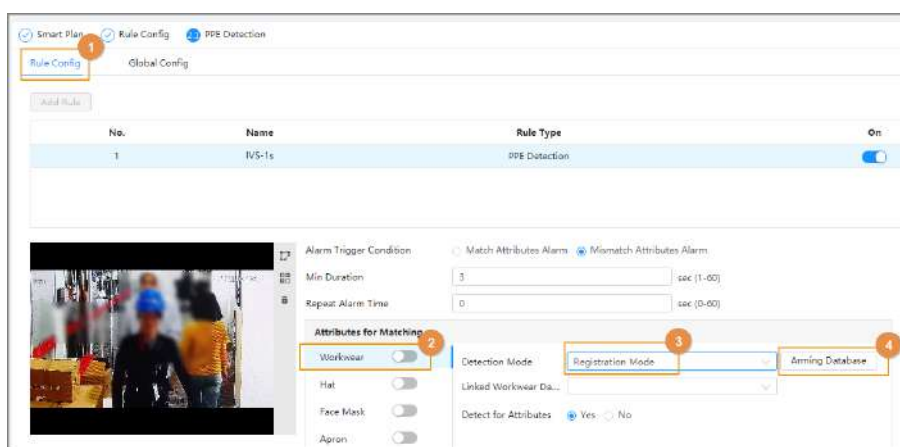 Smart Plan Rule Config 2.1 PPE Detection
1
Rule Config Global Config
Add Rule
No. Name Rule Type On
1 IVS-1s PPE Detection
Alarm Trigger Condition Match Attributes Alarm Mismatch Attributes Alarm
Min Duration 3 sec (1-60)
Repeat Alarm Time 0 sec (0-60)
Attributes for Matching
2 3 4
Workwear Detection Mode Registration Mode Arming Database
Hat Linked Workwear Da...
Face Mask Detect for Attributes Yes No
Apron